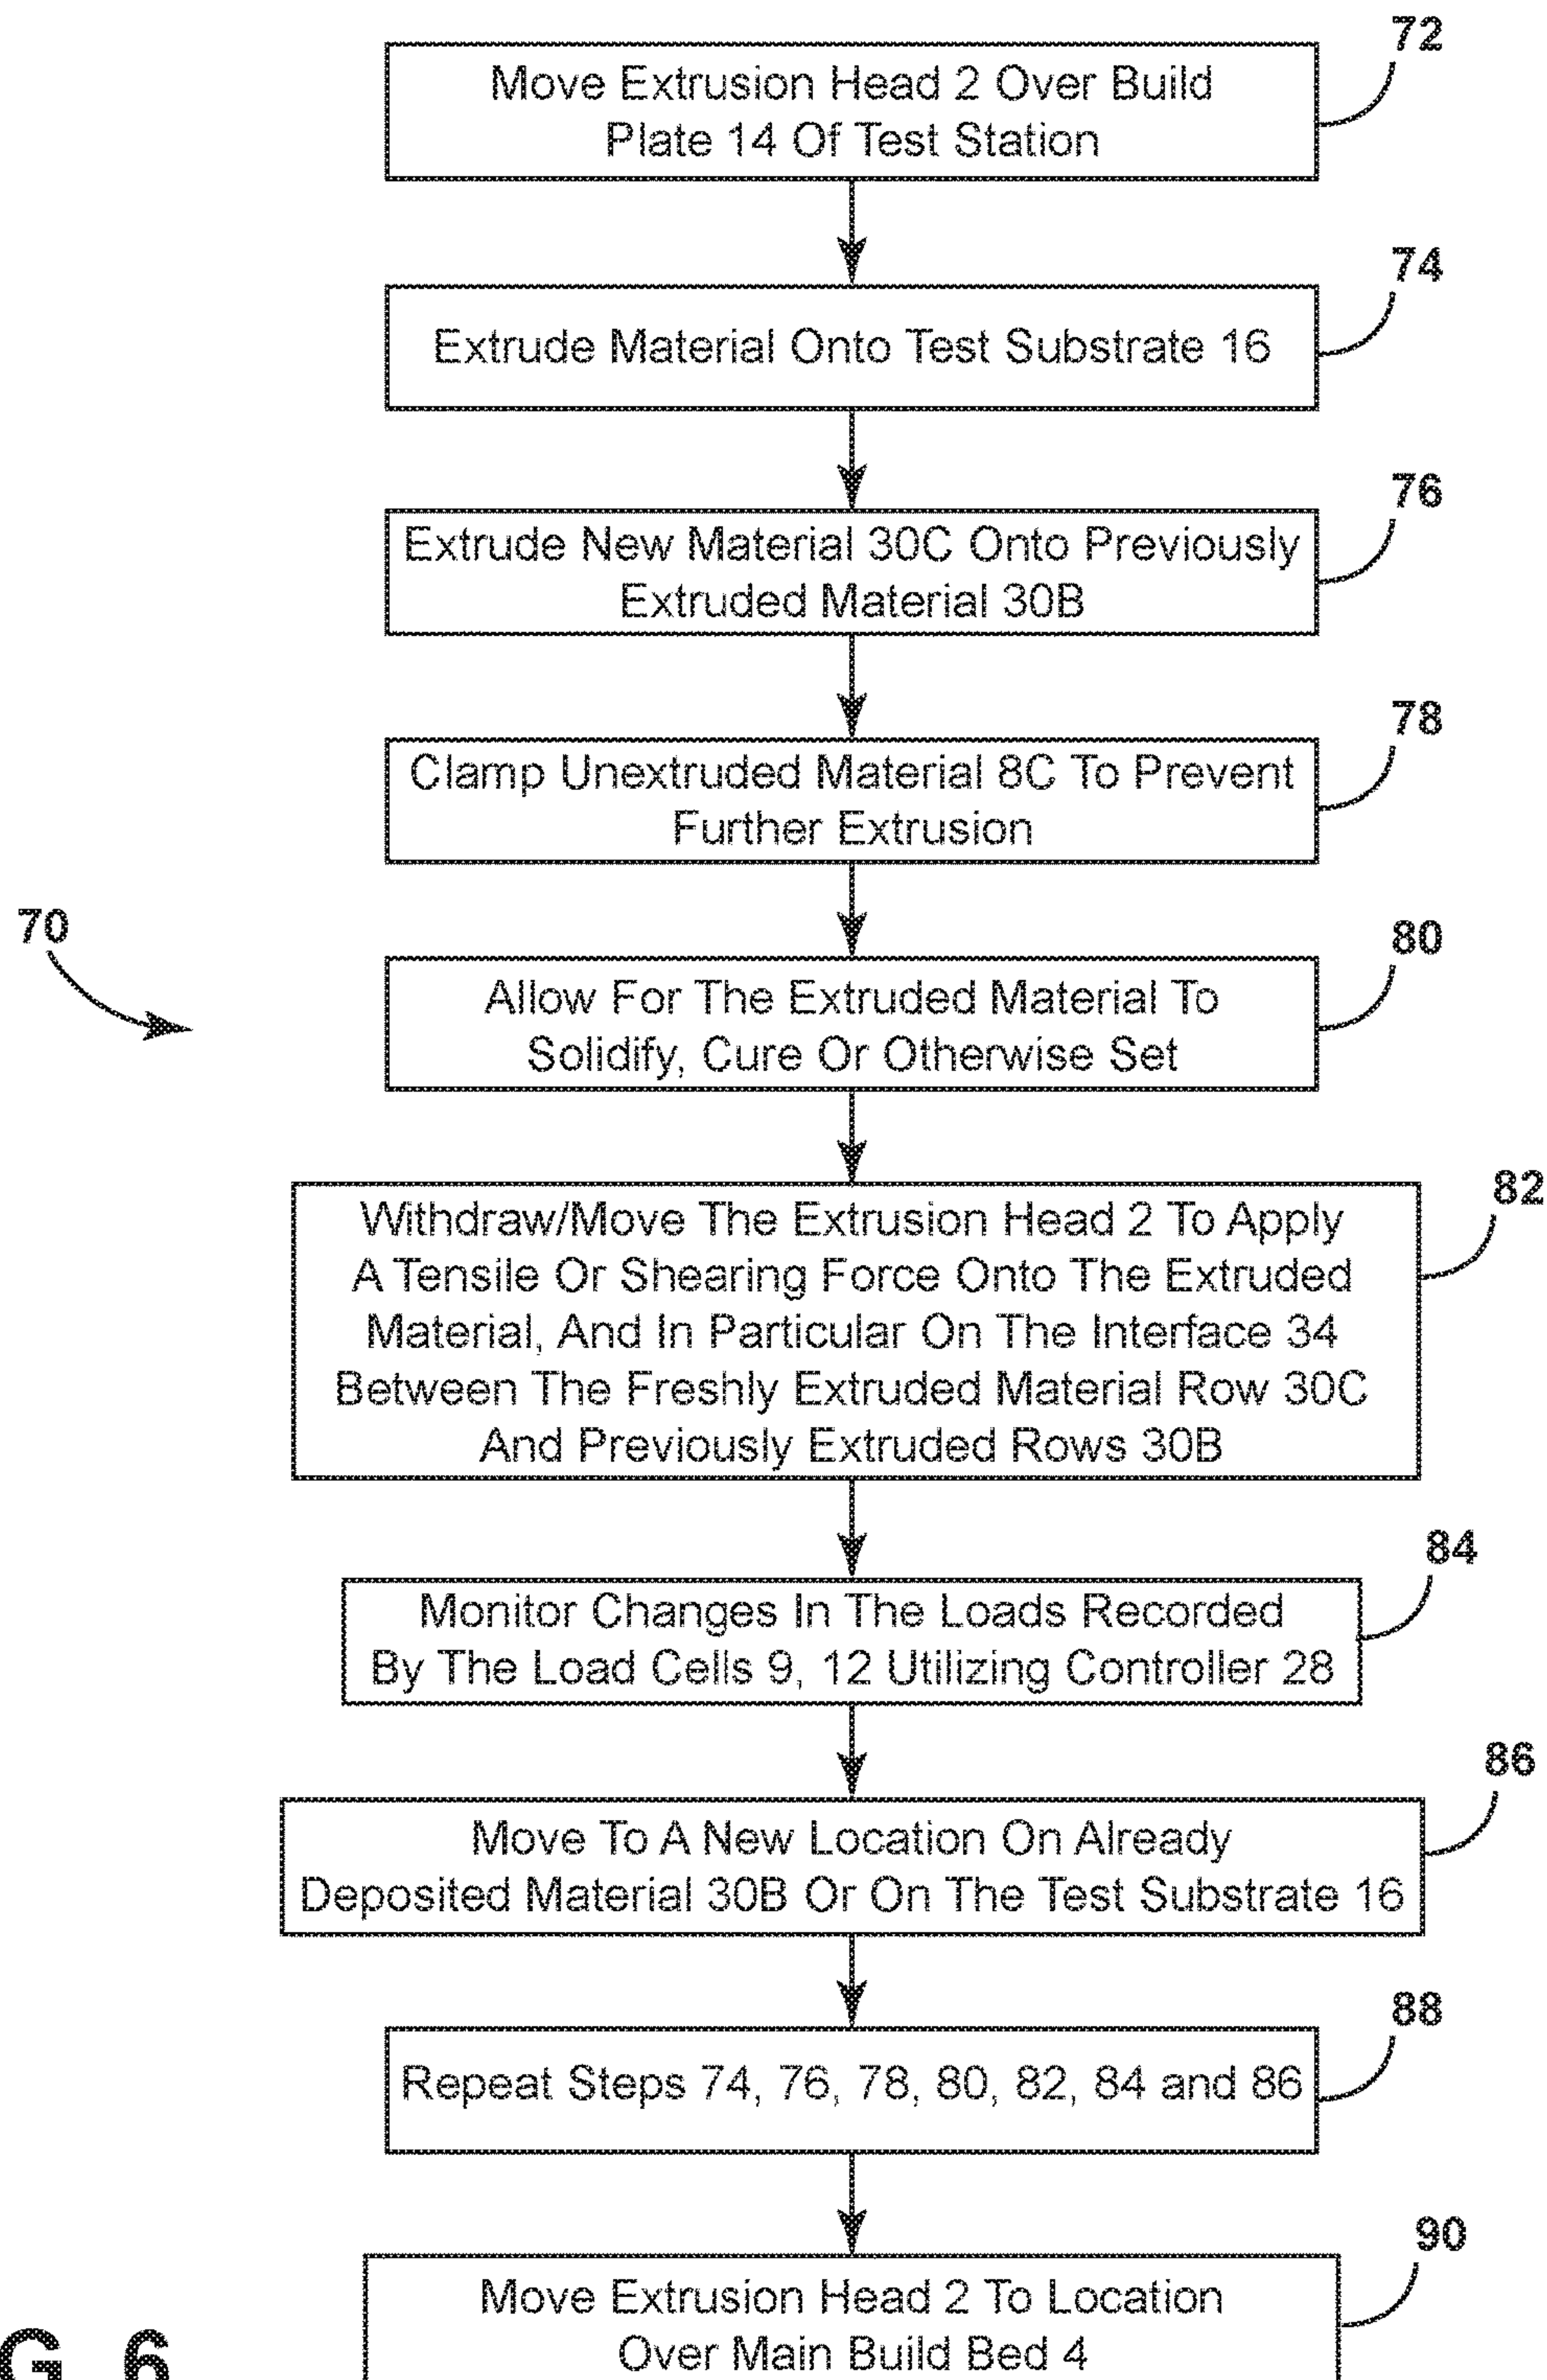 72
Move Extrusion Head 2 Over Build
Plate 14 Of Test Station
74
Extrude Material Onto Test Substrate 16
76
Extrude New Material 30C Onto Previously
Extruded Material 30B
78
Clamp Unextruded Material 8C To Prevent
Further Extrusion
70
80
Allow For The Extruded Material To
Solidify, Cure Or Otherwise Set
82
Withdraw/Move The Extrusion Head 2 To Apply
A Tensile Or Shearing Force Onto The Extruded
Material, And In Particular On The Interface 34
Between The Freshly Extruded Material Row 30C
And Previously Extruded Rows 30B
84
Monitor Changes In The Loads Recorded
By The Load Cells 9, 12 Utilizing Controller 28
86
Move To A New Location On Already
Deposited Material 30B Or On The Test Substrate 16
88
Repeat Steps 74, 76, 78, 80, 82, 84 and 86
90
Move Extrusion Head 2 To Location
Over Main Build Bed 4
G 6